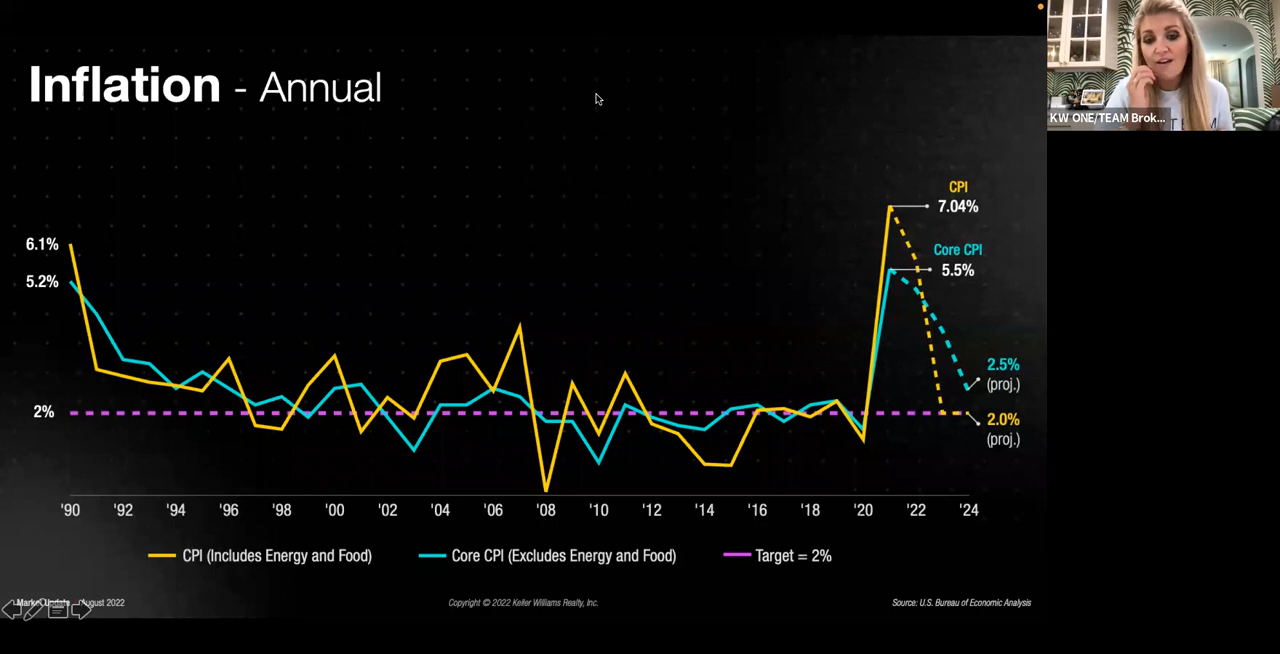 Inflation - Annual
KW ONE/TEAM Brok...
CPI
7.04%
6.1%
Core CPI
5.5%
5.2%
2.5%
(proj.)
2%
2.0%
(proj.)
'90 '92 '94 '96 '98 '00 '02 '04 '06 '08 '10 '12 '14 '16 '18 '20 '22 '24
CPI (Includes Energy and Food) Core CPI (Excludes Energy and Food) Target = 2%
Market Update August 2022 Copyright © 2022 Keller Williams Realty, Inc. Source: U.S. Bureau of Economic Analysis